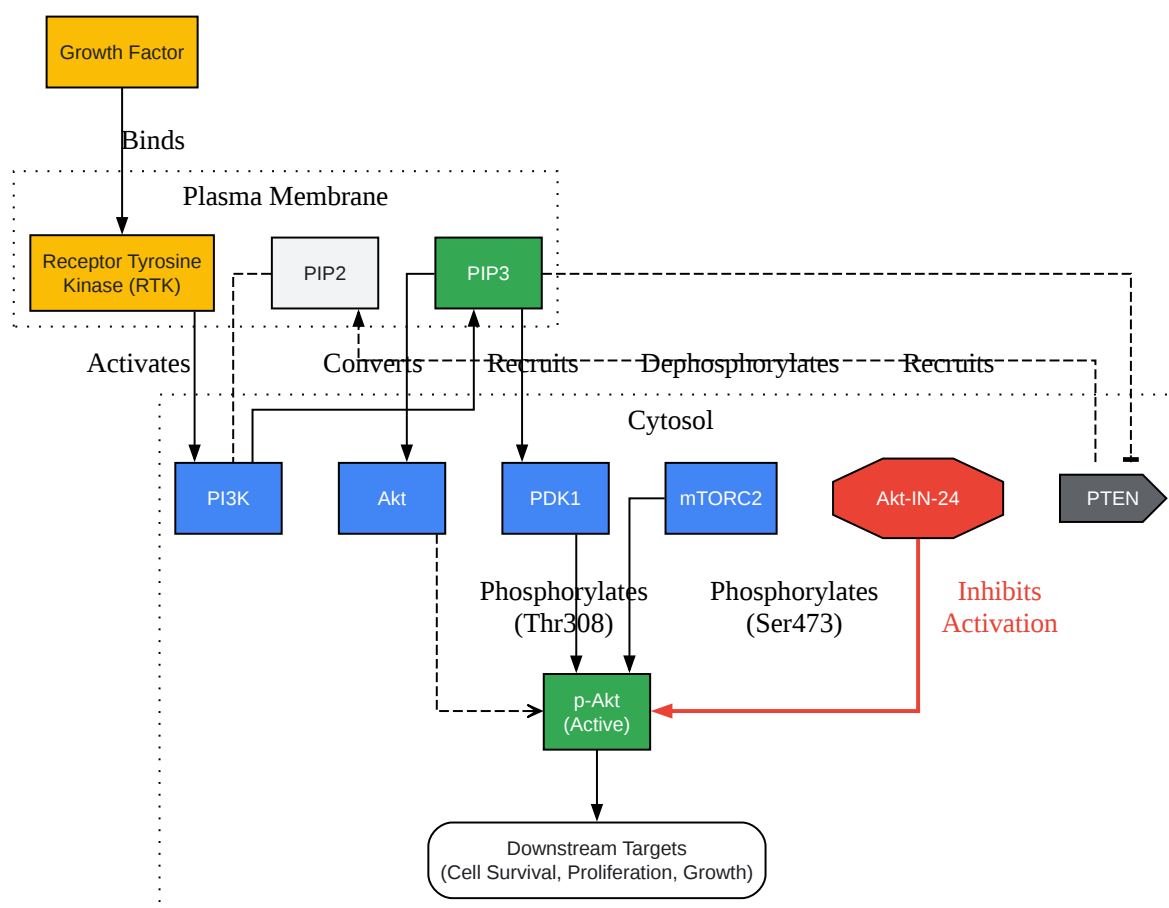 Growth Factor
Binds
Plasma Membrane
Receptor Tyrosine
Kinase (RTK)
PIP2
PIP3
Activates
Converts
Recruits
Dephosphorylates
Recruits
Cytosol
PI3K
Akt
PDK1
mTORC2
Akt-IN-24
PTEN
Phosphorylates
(Thr308)
Phosphorylates
(Ser473)
Inhibits
Activation
p-Akt
(Active)
Downstream Targets
(Cell Survival, Proliferation, Growth)